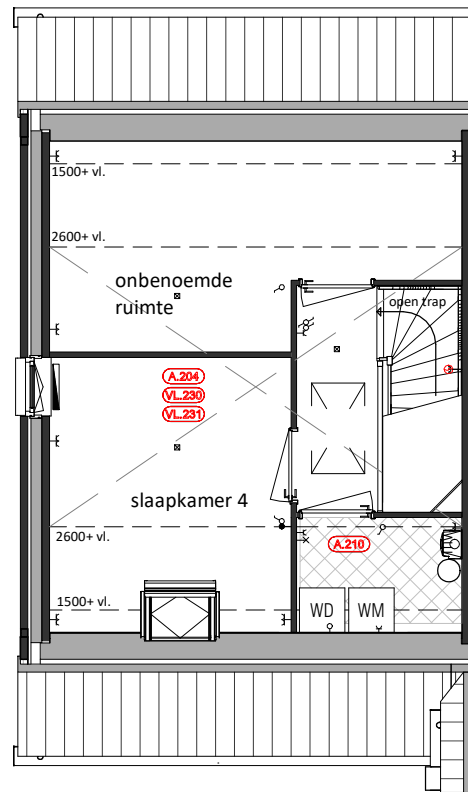 1500+ vl.
2600+ vl.
onbenoemde
ruimte
open trap
A.204
VL.230
VL.231
slaapkamer 4
2600+ vl.
A.210
1500+ vl.
WD
WM